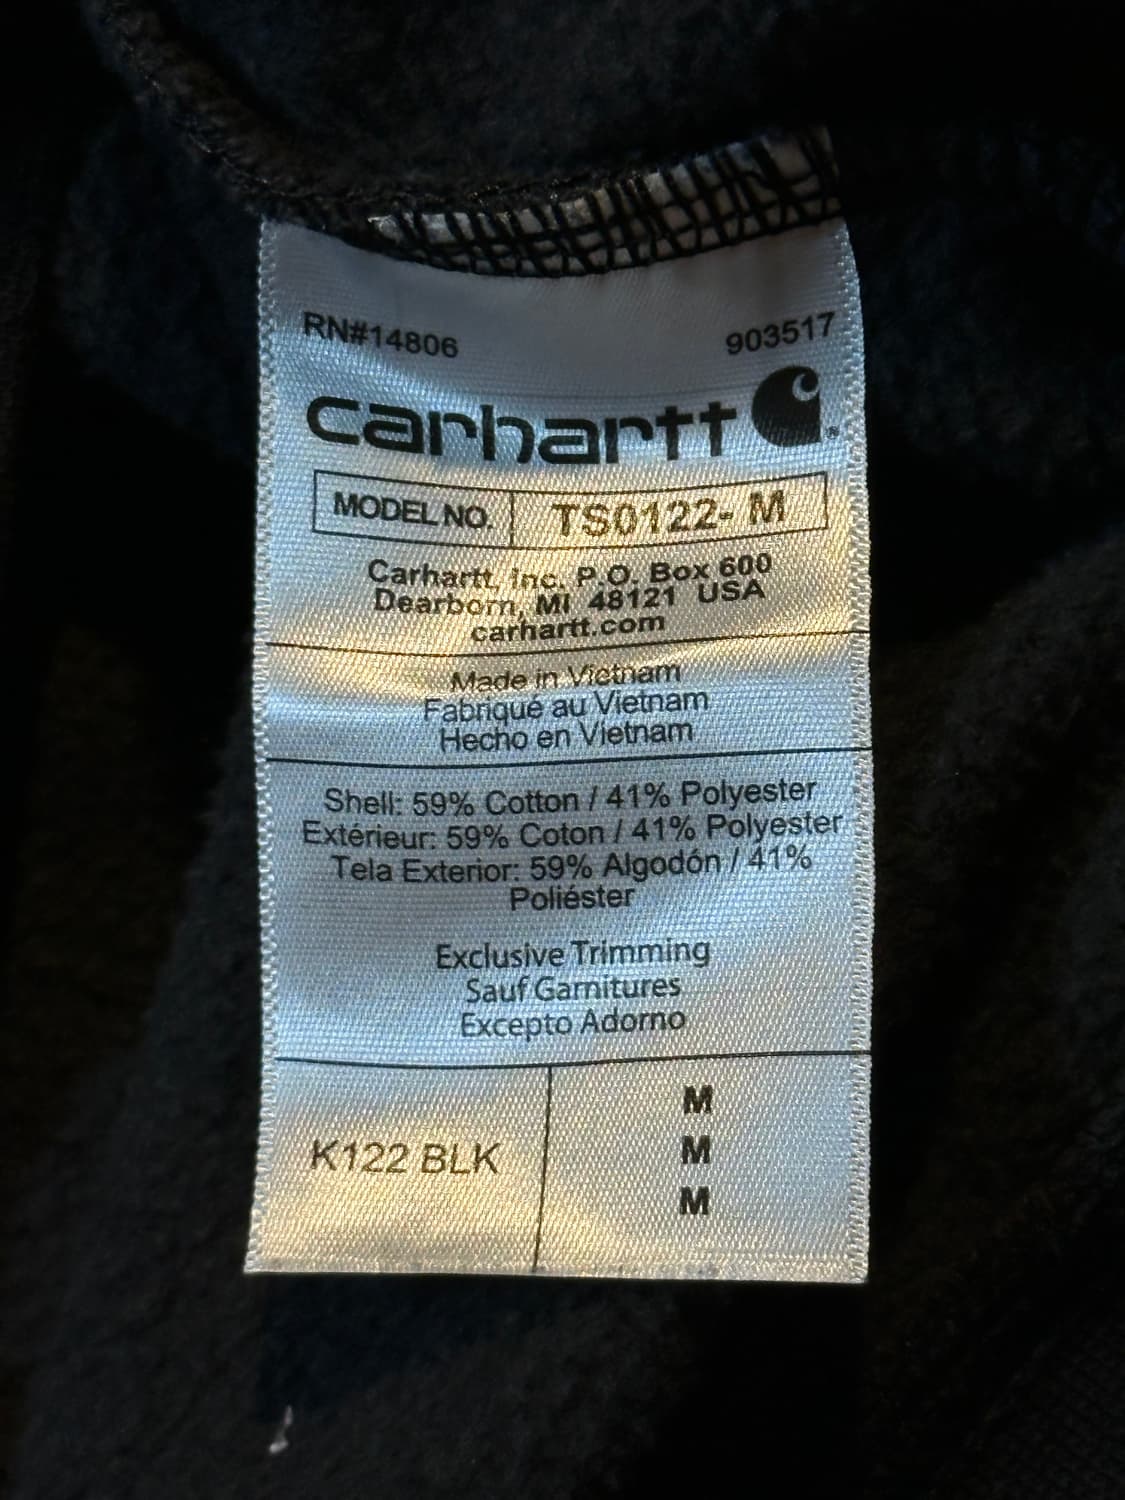 RN#14806 903517
carhartt
MODEL NO. TS0122- M
Carhartt, Inc. P.O. Box 600
Dearborn, MI 48121 USA
carhartt.com
Made in Vietnam
Fabriqué au Vietnam
Hecho en Vietnam
Shell: 59% Cotton / 41% Polyester
Extérieur: 59% Coton / 41% Polyester
Tela Exterior: 59% Algodón / 41%
Poliéster
Exclusive Trimming
Sauf Garnitures
Excepto Adorno
K122 BLK
M
M
M